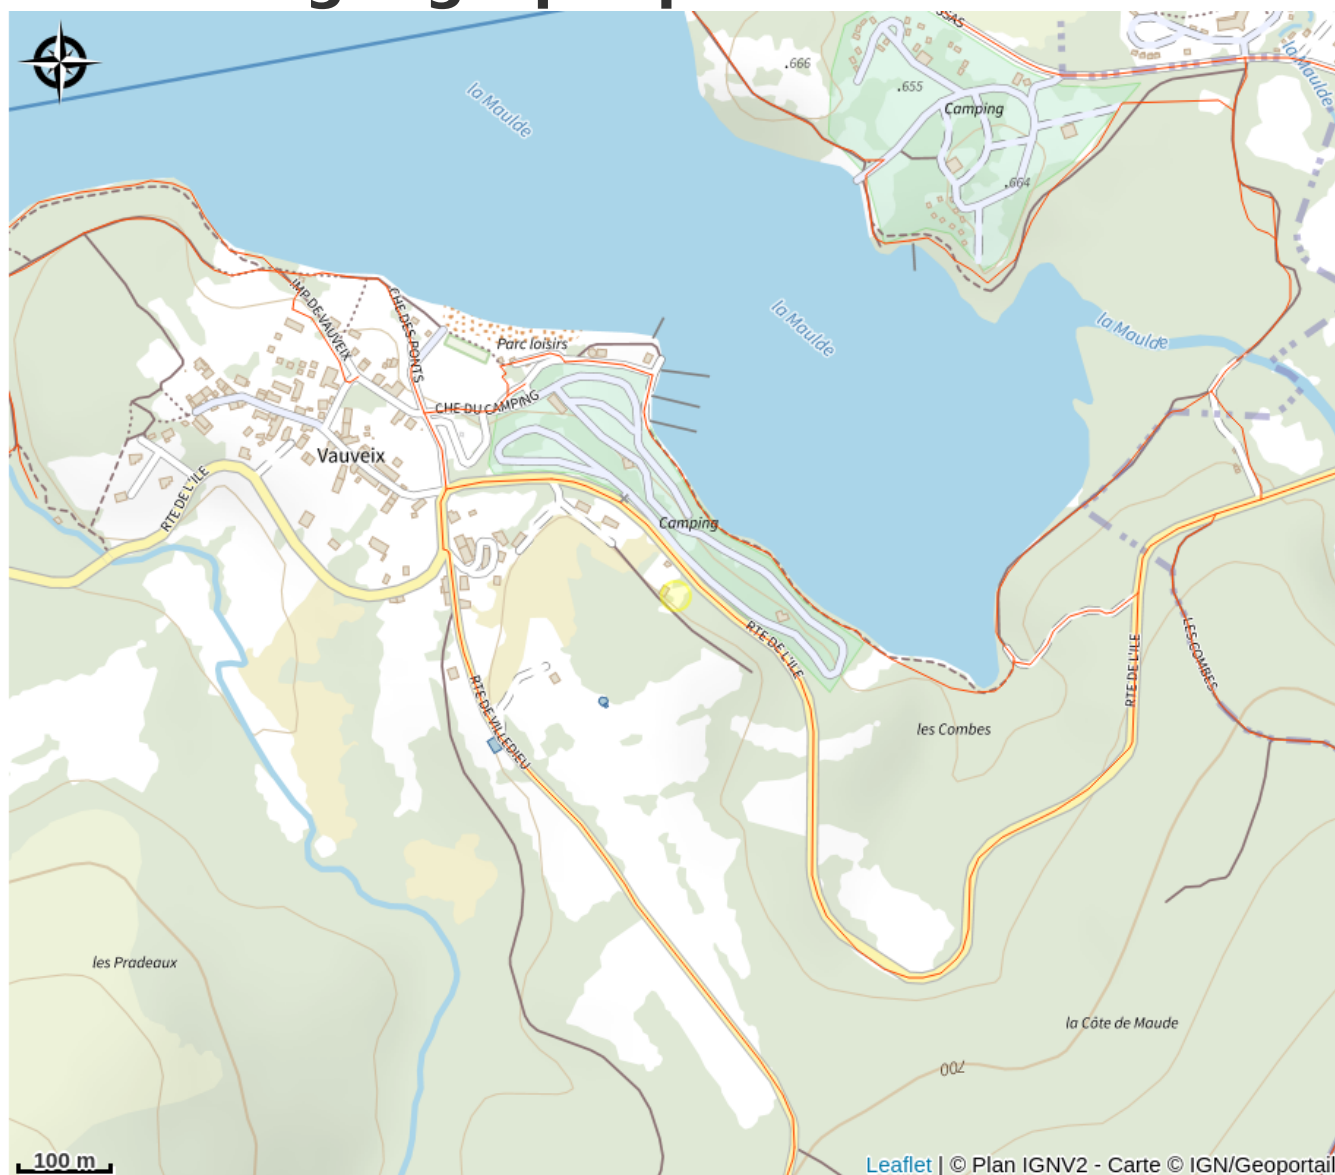 la Maulde
.666
.655
Camping
la Maulde
.664
IMP DE VAUVEIX
CHE DES PONTS
la Maulde
la Maulde
Parc loisirs
CHE DU CAMPING
Vauveix
RTE DE L'ILE
Camping
RTE DE L'ILE
RTE DE L'ILE
LES COMBES
RTE DE VILLEDIEU
les Combes
les Pradeaux
la Côte de Maude
700
100 m
Leaflet | © Plan IGNV2 - Carte © IGN/Geoportail